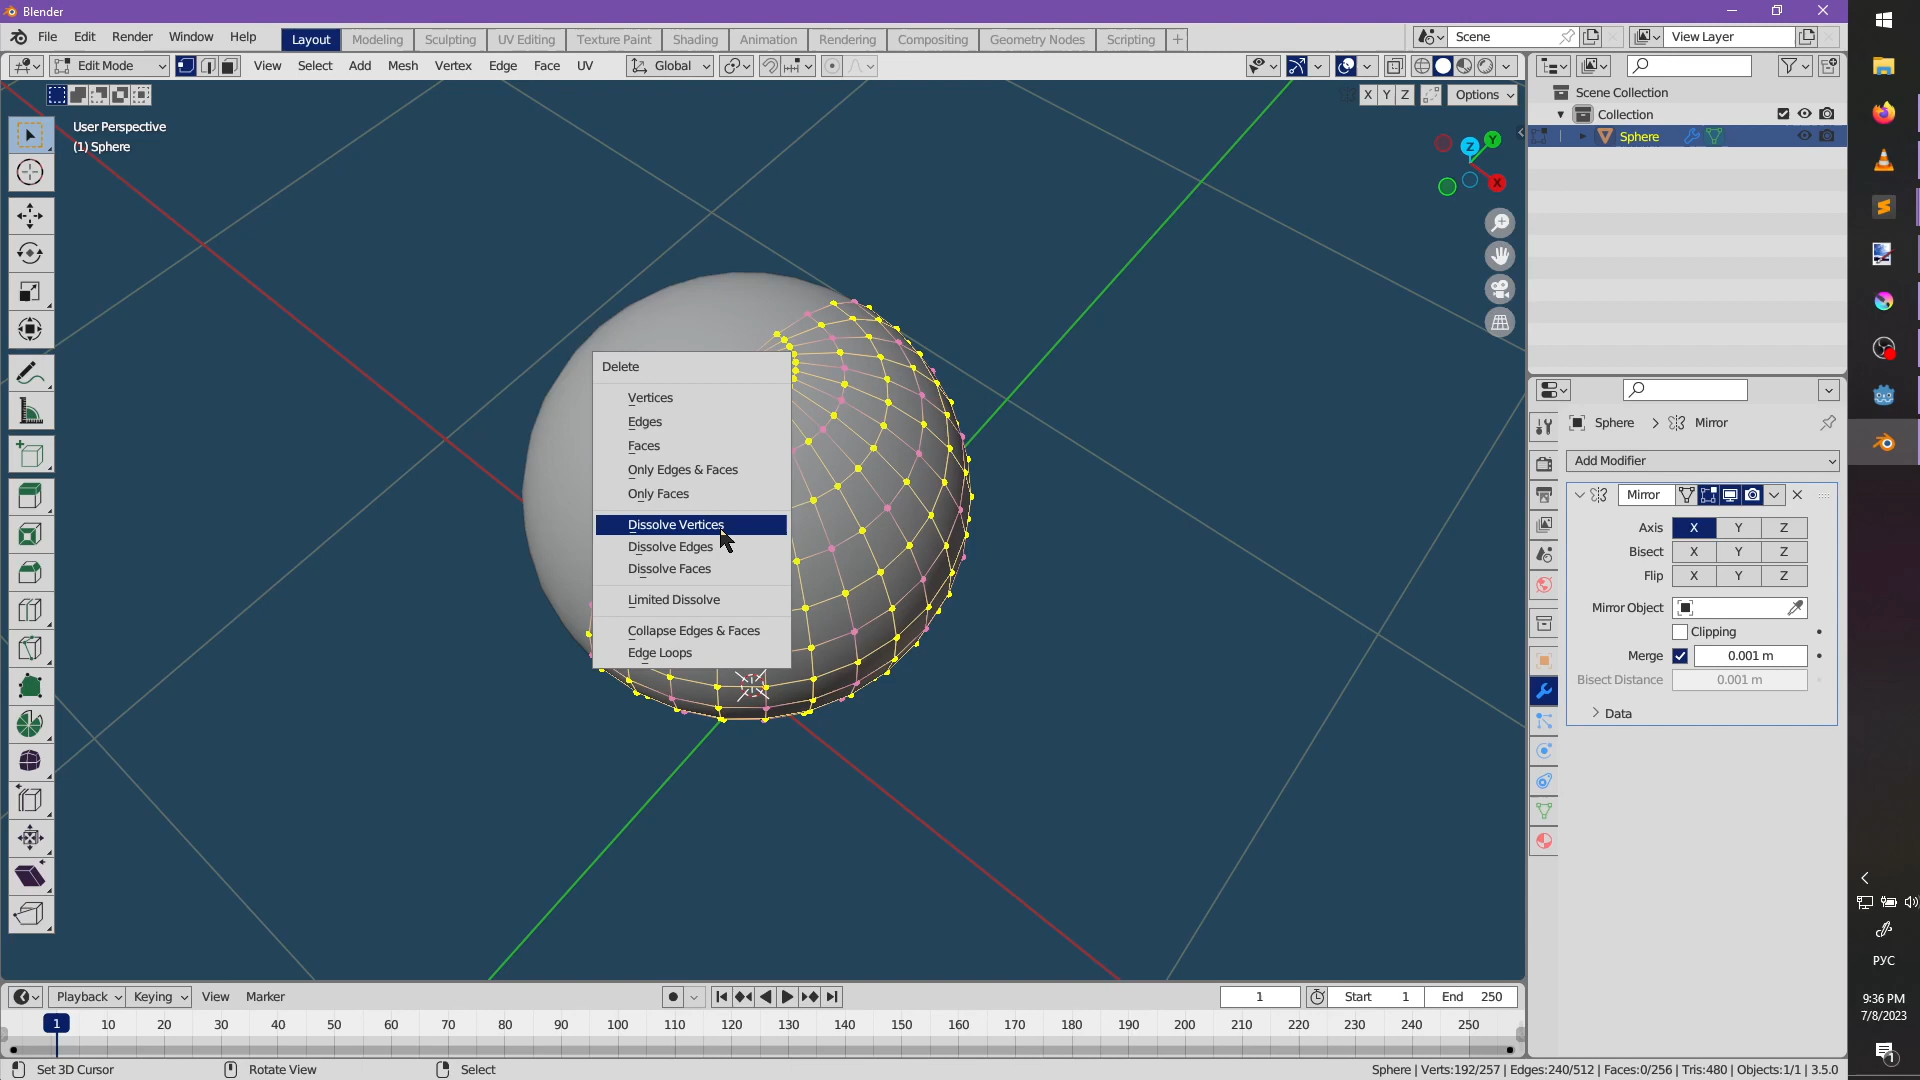 Blender
File Edit Render Window Help Layout Modeling Sculpting UV Editing Texture Paint Shading Animation Rendering Compositing Geometry Nodes Scripting + Scene View Layer
Edit Mode View Select Add Mesh Vertex Edge Face UV Global
X Y Z Options
User Perspective
(1) Sphere
Z Y X
Delete
Vertices
Edges
Faces
Only Edges & Faces
Only Faces
Dissolve Vertices
Dissolve Edges
Dissolve Faces
Limited Dissolve
Collapse Edges & Faces
Edge Loops
Scene Collection
Collection
Sphere
Sphere > Mirror
Add Modifier
Mirror
Axis X Y Z
Bisect X Y Z
Flip X Y Z
Mirror Object
Clipping
Merge 0.001 m
Bisect Distance 0.001 m
Data
Playback Keying View Marker 1 Start 1 End 250
1 10 20 30 40 50 60 70 80 90 100 110 120 130 140 150 160 170 180 190 200 210 220 230 240 250
Set 3D Cursor Rotate View Select Sphere | Verts:192/257 | Edges:240/512 | Faces:0/256 | Tris:480 | Objects:1/1 | 3.5.0
РУС
9:36 PM
7/8/2023
1